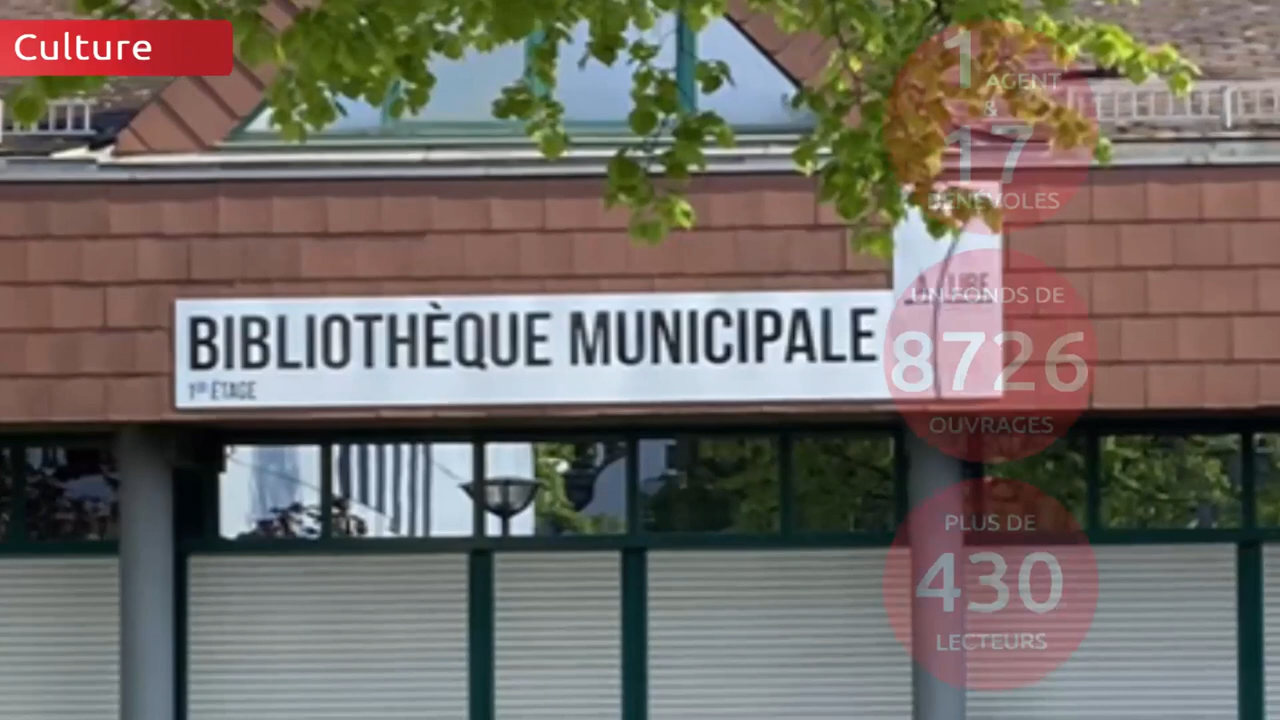 Culture
1 AGENT
&
17
BÉNÉVOLES
BIBLIOTHÈQUE MUNICIPALE
1ER ÉTAGE
UN FONDS DE
8726
OUVRAGES
PLUS DE
430
LECTEURS